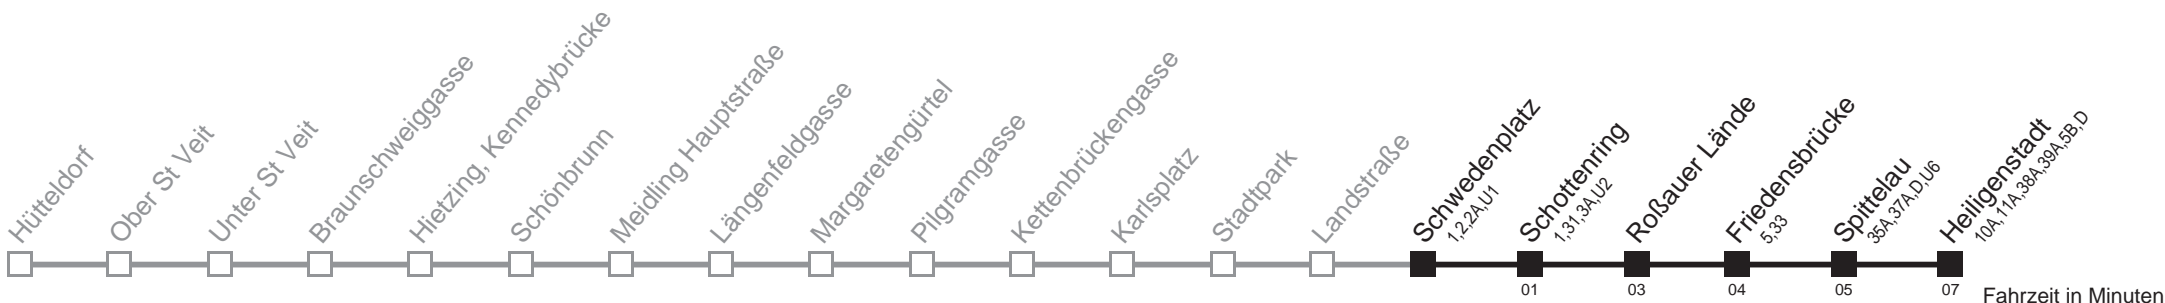 Hütteldorf
Ober St Veit
Unter St Veit
Braunschweiggasse
Hietzing, Kennedybrücke
Schönbrunn
Meidling Hauptstraße
Längenfeldgasse
Margaretengürtel
Pilgramgasse
Kettenbrückengasse
Karlsplatz
Stadtpark
Landstraße
Schwedenplatz
1,2,2A,U1
Schottenring
1,31,3A,U2
Roßauer Lände
Friedensbrücke
5,33
Spittelau
35A,37A,D,U6
Heiligenstadt
10A,11A,38A,39A,5B,D
01 03 04 05 07 Fahrzeit in Minuten